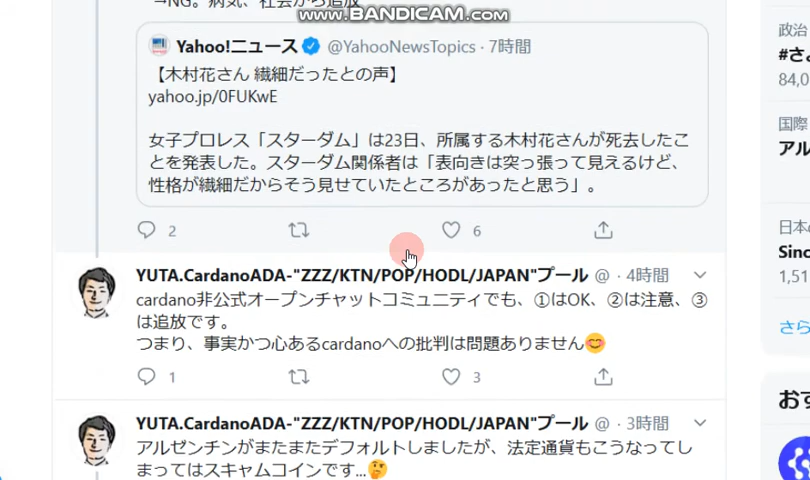 →NG。病気、社会から追放
www.BANDICAM.com
Yahoo!ニュース @YahooNewsTopics · 7時間
【木村花さん 繊細だったとの声】
yahoo.jp/0FUKwE
女子プロレス「スターダム」は23日、所属する木村花さんが死去したこ
とを発表した。スターダム関係者は「表向きは突っ張って見えるけど、
性格が繊細だからそう見せていたところがあったと思う」。
2
6
YUTA.CardanoADA-"ZZZ/KTN/POP/HODL/JAPAN"プール @ · 4時間
cardano非公式オープンチャットコミュニティでも、①はOK、②は注意、③
は追放です。
つまり、事実かつ心あるcardanoへの批判は問題ありません😊
1
3
YUTA.CardanoADA-"ZZZ/KTN/POP/HODL/JAPAN"プール @ · 3時間
アルゼンチンがまたまたデフォルトしましたが、法定通貨もこうなってし
まってはスキャムコインです...🤔
政治
#さよ
84,0
国際
アル
日本の
Sino
1,51
さら
おす